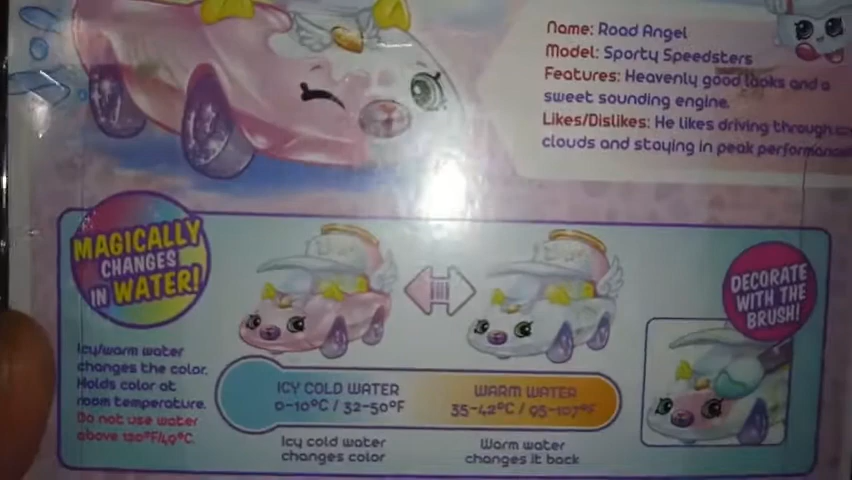 Name: Road Angel
Model: Sporty Speedsters
Features: Heavenly good looks and a
sweet sounding engine.
Likes/Dislikes: He likes driving through
clouds and staying in peak performance
MAGICALLY
CHANGES
IN WATER!
Icy/warm water
changes the color.
Holds color at
room temperature.
Do not use water
above 120°F/49°C.
ICY COLD WATER
0-10°C / 32-50°F
Icy cold water
changes color
WARM WATER
35-42°C / 95-107°F
Warm water
changes it back
DECORATE
WITH THE
BRUSH!